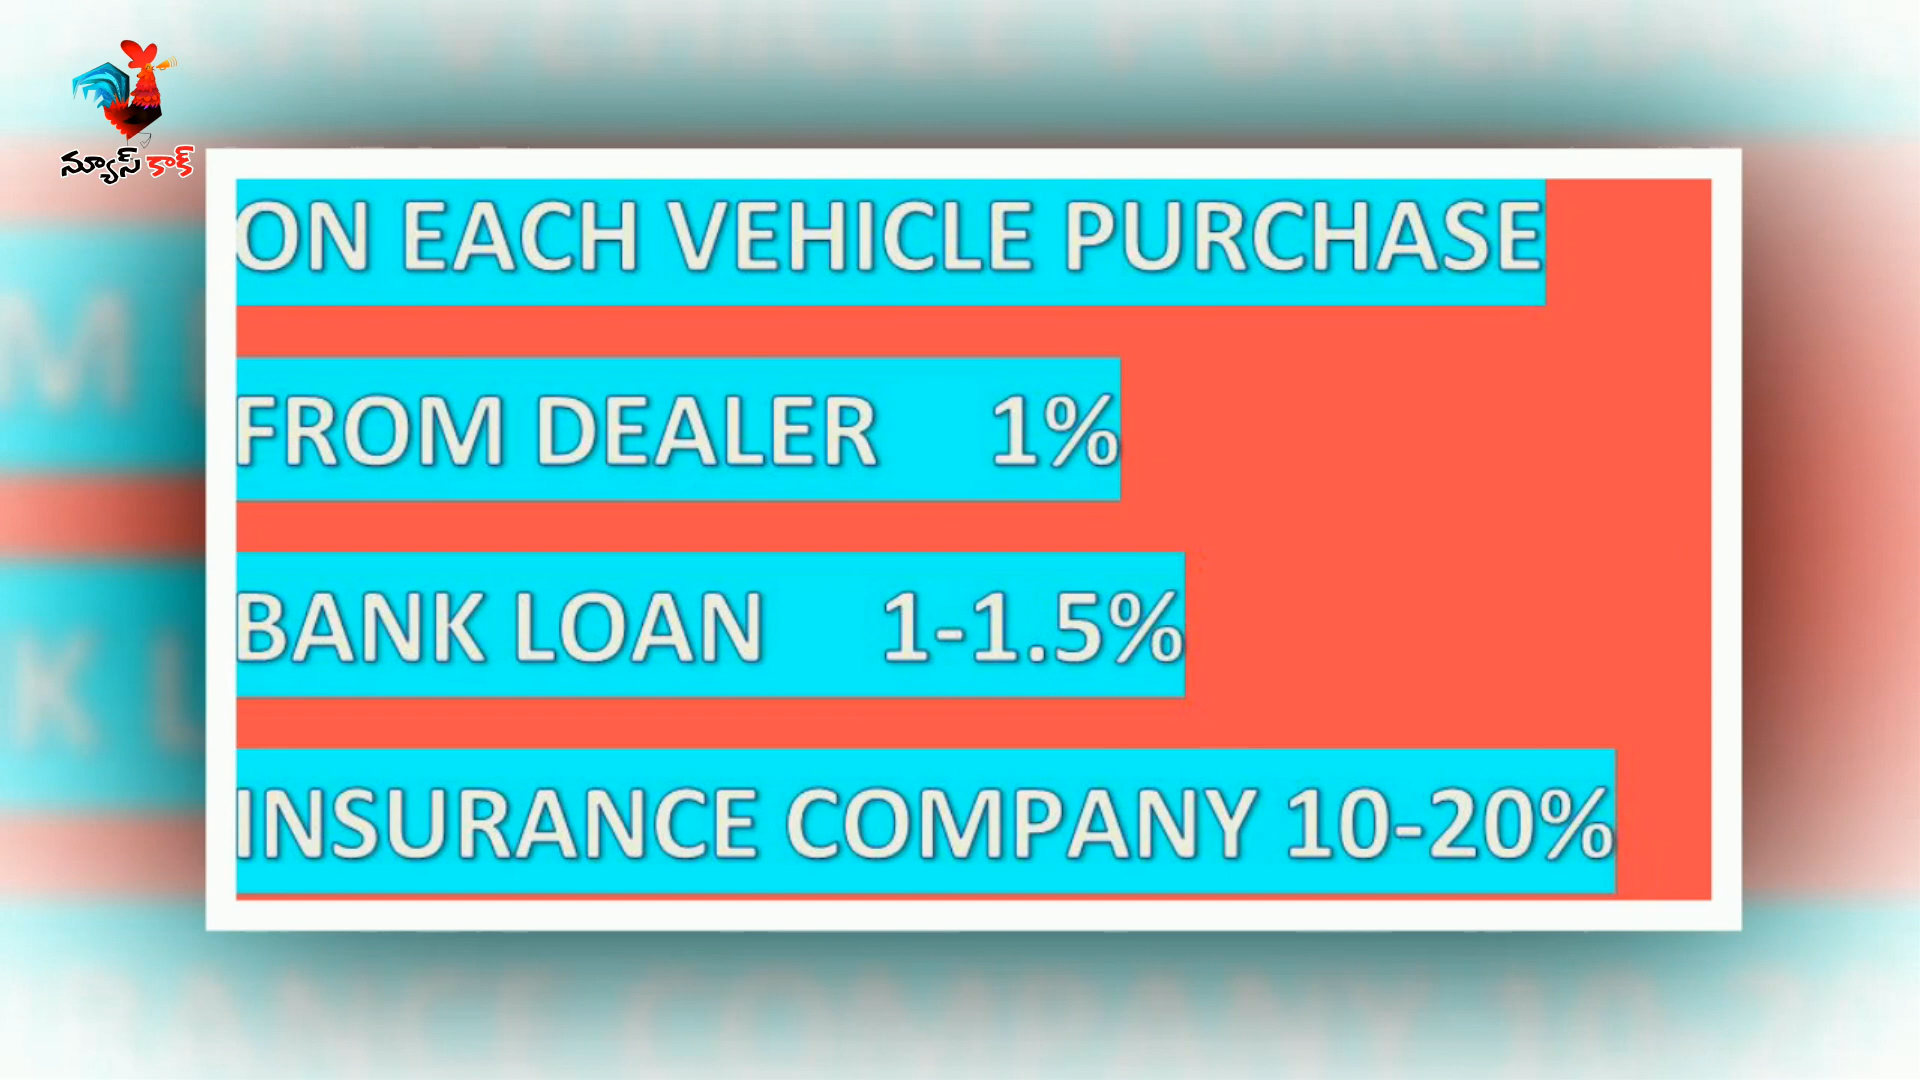 న్యూస్ కాక్
ON EACH VEHICLE PURCHASE
FROM DEALER 1%
BANK LOAN 1-1.5%
INSURANCE COMPANY 10-20%